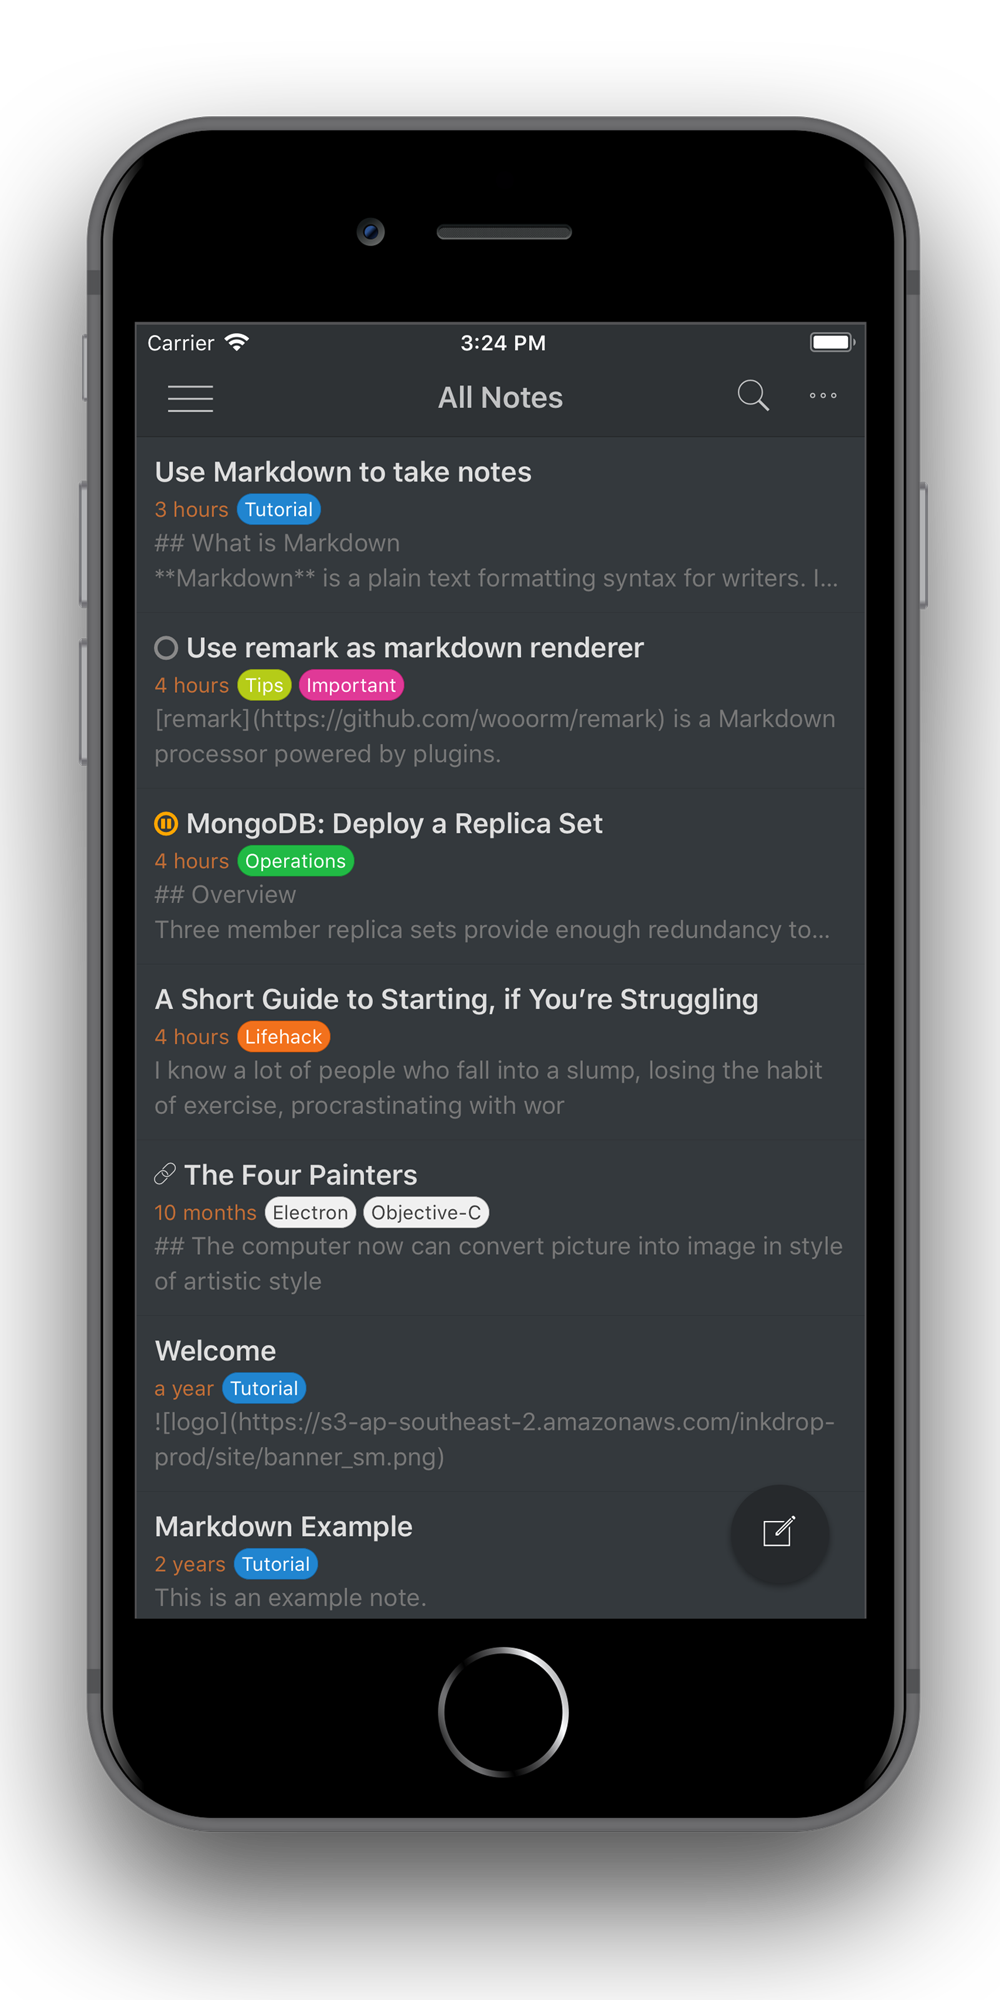 Carrier 3:24 PM
All Notes
Use Markdown to take notes
3 hours Tutorial
## What is Markdown
**Markdown** is a plain text formatting syntax for writers. I...
Use remark as markdown renderer
4 hours Tips Important
[remark](https://github.com/wooorm/remark) is a Markdown
processor powered by plugins.
MongoDB: Deploy a Replica Set
4 hours Operations
## Overview
Three member replica sets provide enough redundancy to...
A Short Guide to Starting, if You’re Struggling
4 hours Lifehack
I know a lot of people who fall into a slump, losing the habit
of exercise, procrastinating with wor
The Four Painters
10 months Electron Objective-C
## The computer now can convert picture into image in style
of artistic style
Welcome
a year Tutorial
![logo](https://s3-ap-southeast-2.amazonaws.com/inkdrop-
prod/site/banner_sm.png)
Markdown Example
2 years Tutorial
This is an example note.